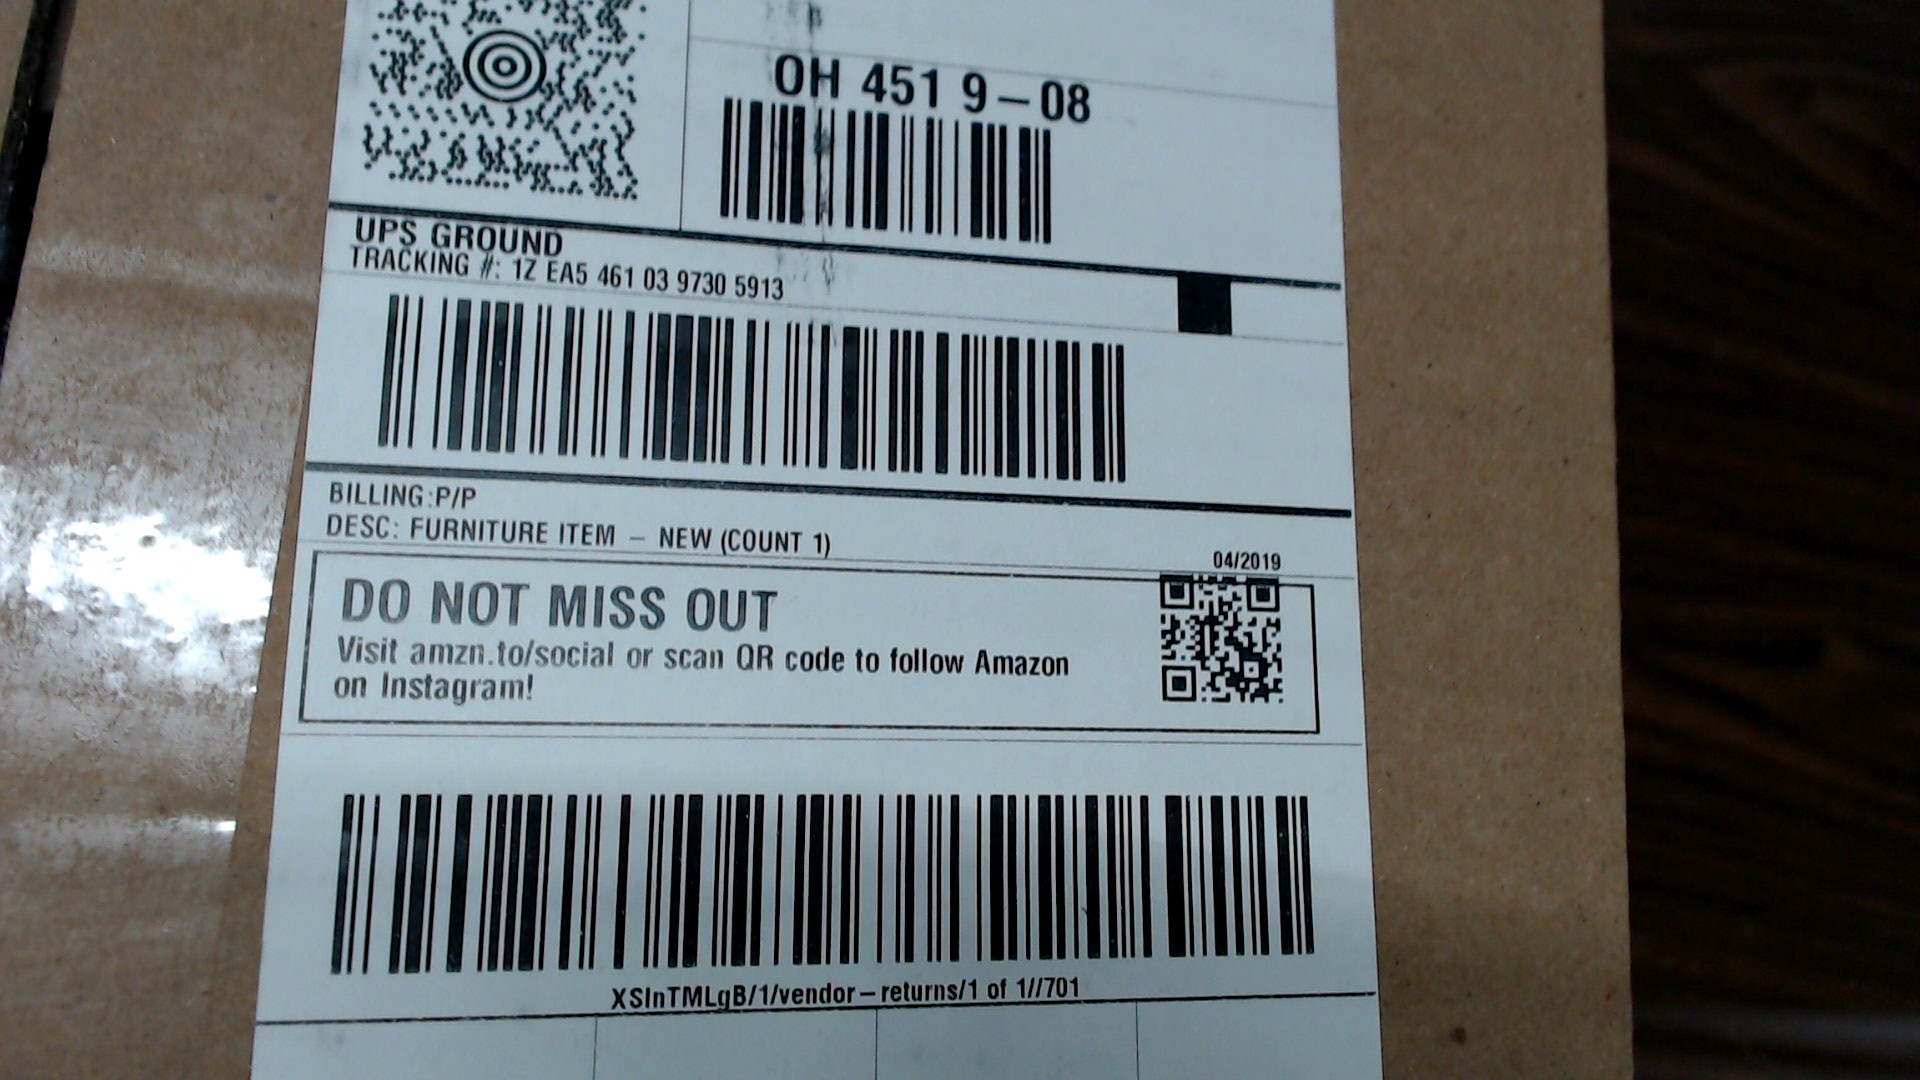 OH 451 9-08
UPS GROUND
TRACKING #: 1Z EA5 461 03 9730 5913
BILLING:P/P
DESC: FURNITURE ITEM - NEW (COUNT 1)
04/2019
DO NOT MISS OUT
Visit amzn.to/social or scan QR code to follow Amazon
on Instagram!
XSInTMLgB/1/vendor-returns/1 of 1//701